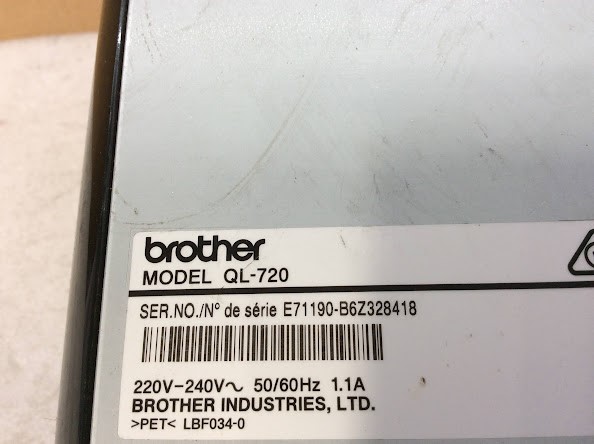 brother
MODEL QL-720
SER.NO./N° de série E71190-B6Z328418
220V-240V~ 50/60Hz 1.1A
BROTHER INDUSTRIES, LTD.
>PET< LBF034-0